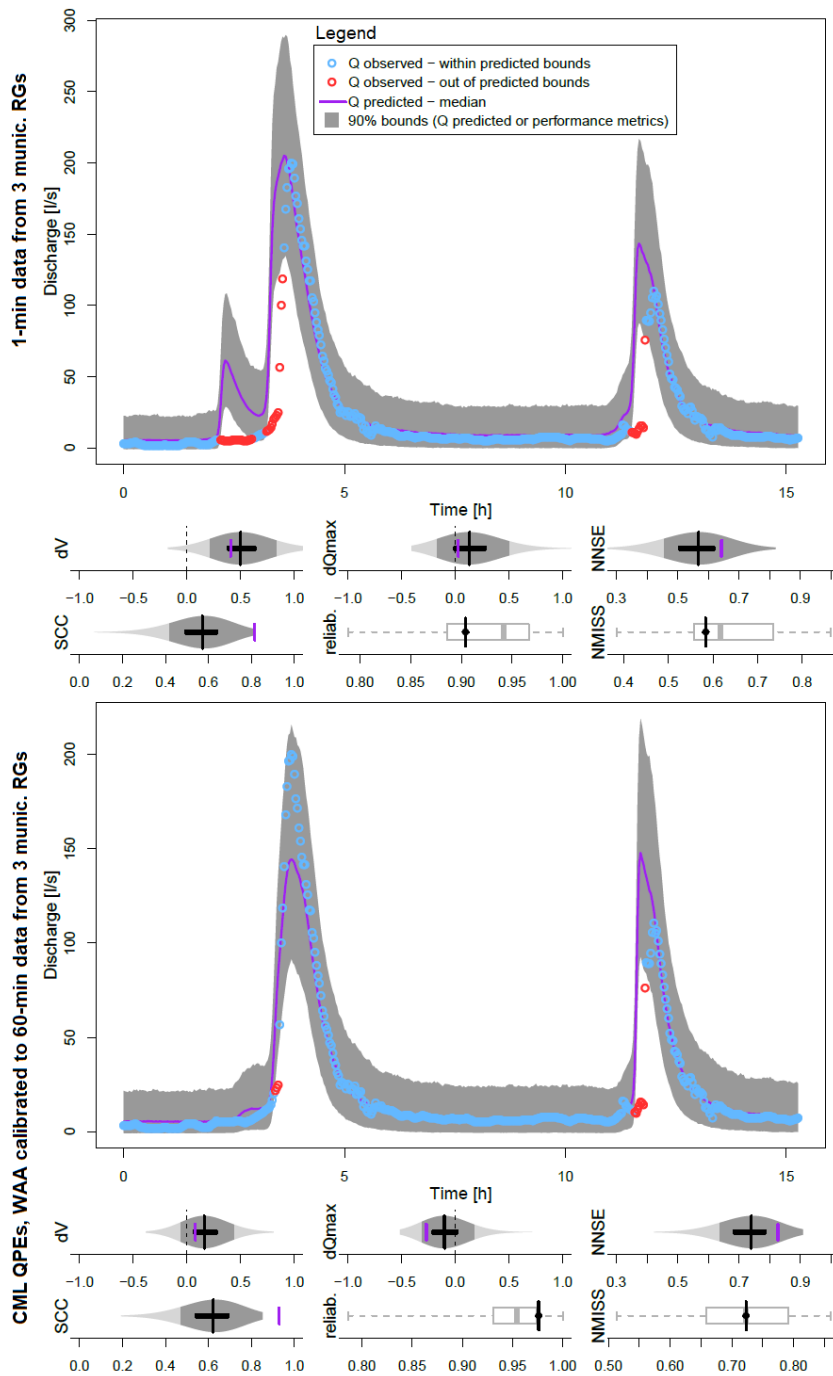 1-min data from 3 munic. RGs
Discharge [l/s]
300
250
200
150
100
50
0
Legend
Q observed − within predicted bounds
Q observed − out of predicted bounds
Q predicted − median
90% bounds (Q predicted or performance metrics)
0 5 10 15
Time [h]
dV
−1.0 −0.5 0.0 0.5 1.0
dQmax
−1.0 −0.5 0.0 0.5 1.0
NNSE
0.3 0.5 0.7 0.9 1
SCC
0.0 0.2 0.4 0.6 0.8 1.0
reliab.
0.80 0.85 0.90 0.95 1.00
NMISS
0.4 0.5 0.6 0.7 0.8
CML QPEs, WAA calibrated to 60-min data from 3 munic. RGs
Discharge [l/s]
200
150
100
50
0
0 5 10 15
Time [h]
dV
−1.0 −0.5 0.0 0.5 1.0
dQmax
−1.0 −0.5 0.0 0.5 1.0
NNSE
0.3 0.5 0.7 0.9 1
SCC
0.0 0.2 0.4 0.6 0.8 1.0
reliab.
0.80 0.85 0.90 0.95 1.00
NMISS
0.50 0.60 0.70 0.80